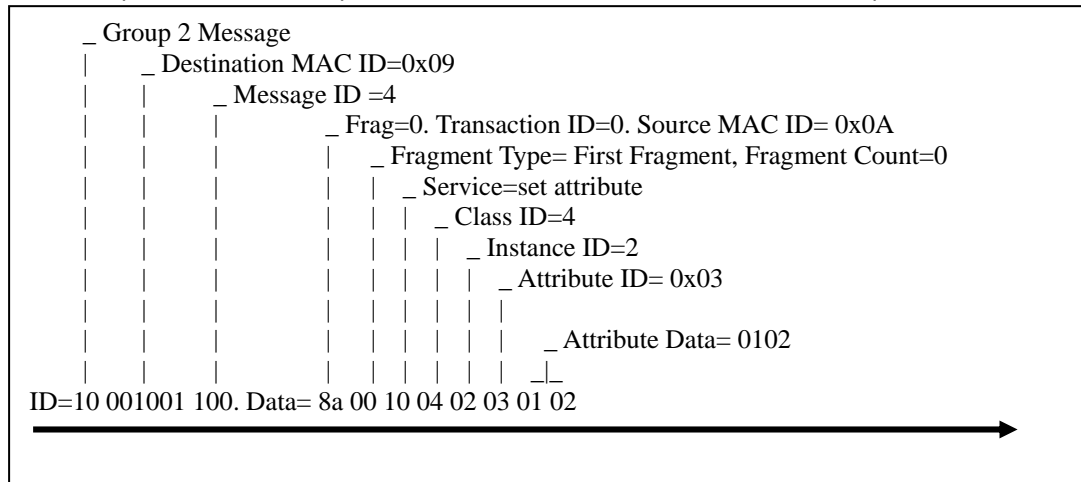 _ Group 2 Message
| _ Destination MAC ID=0x09
| | _ Message ID =4
| | | _ Frag=0. Transaction ID=0. Source MAC ID= 0x0A
| | | | _ Fragment Type= First Fragment, Fragment Count=0
| | | | | _ Service=set attribute
| | | | | | _ Class ID=4
| | | | | | | _ Instance ID=2
| | | | | | | | _ Attribute ID= 0x03
| | | | | | | | |
| | | | | | | | | _ Attribute Data= 0102
| | | | | | | | | _|_
ID=10 001001 100. Data= 8a 00 10 04 02 03 01 02